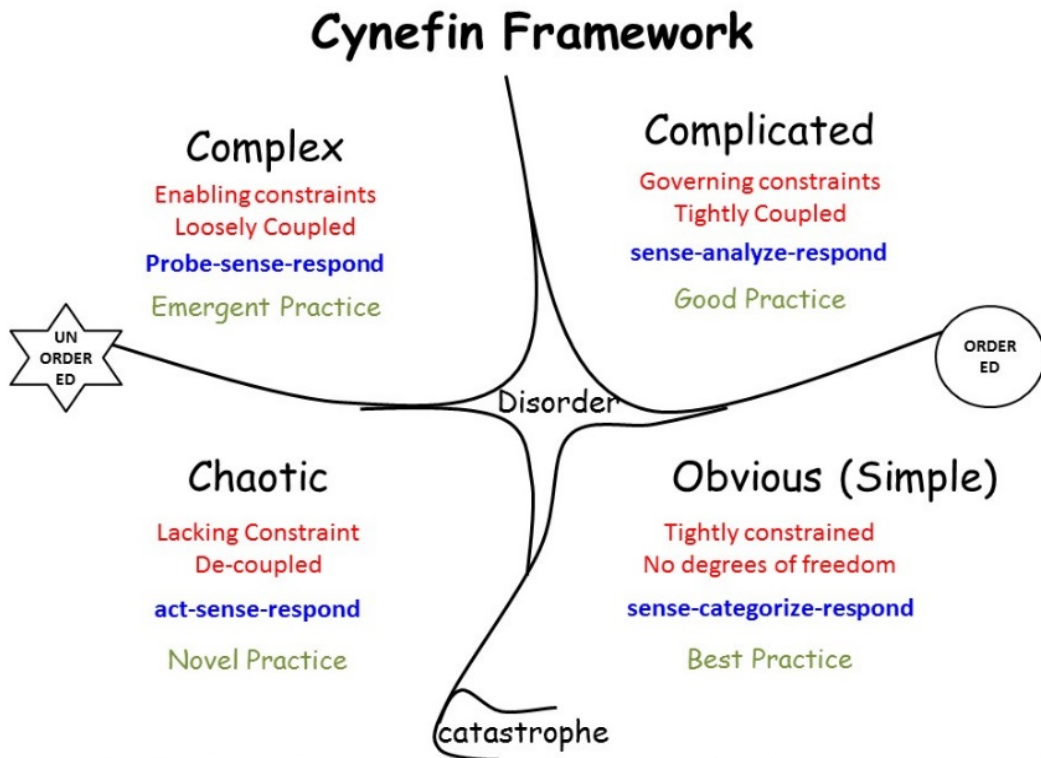 Cynefin Framework
Complex
Enabling constraints
Loosely Coupled
Probe-sense-respond
Emergent Practice
Complicated
Governing constraints
Tightly Coupled
sense-analyze-respond
Good Practice
UN
ORDER
ED
ORDER
ED
Disorder
Chaotic
Lacking Constraint
De-coupled
act-sense-respond
Novel Practice
Obvious (Simple)
Tightly constrained
No degrees of freedom
sense-categorize-respond
Best Practice
catastrophe